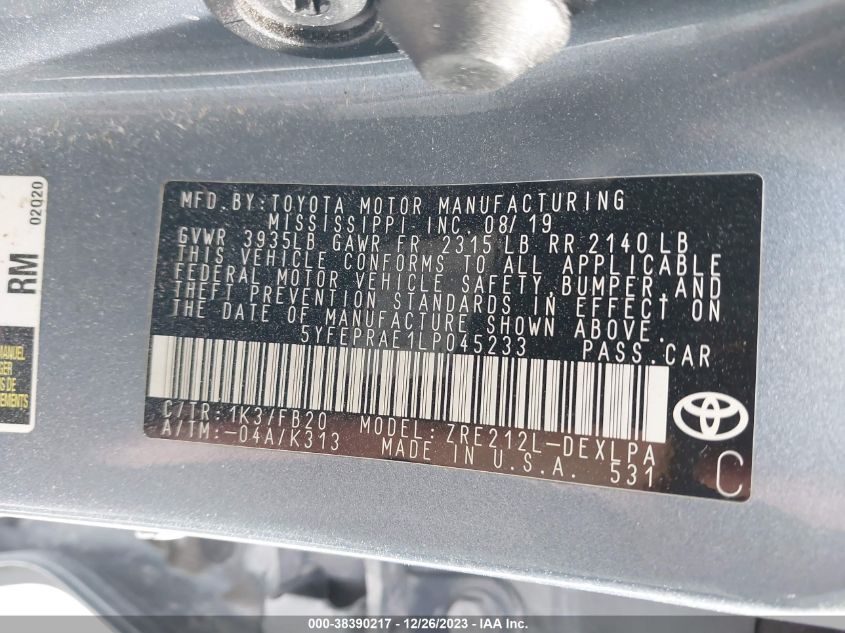 MFD. BY: TOYOTA MOTOR MANUFACTURING
MISSISSIPPI INC. 08/19
GVWR 3935LB GAWR FR 2315LB RR 2140LB
THIS VEHICLE CONFORMS TO ALL APPLICABLE
FEDERAL MOTOR VEHICLE SAFETY, BUMPER AND
THEFT PREVENTION STANDARDS IN EFFECT ON
THE DATE OF MANUFACTURE SHOWN ABOVE.
5YFEPRAE1LP045233 PASS.CAR
C/TR: 1K3/FB20 MODEL: ZRE212L-DEXLPA
A/TM:-04A/K313 MADE IN U.S.A. 531
C
RM
02Q20
MANUEL
DE
000-38390217 - 12/26/2023 - IAA Inc.